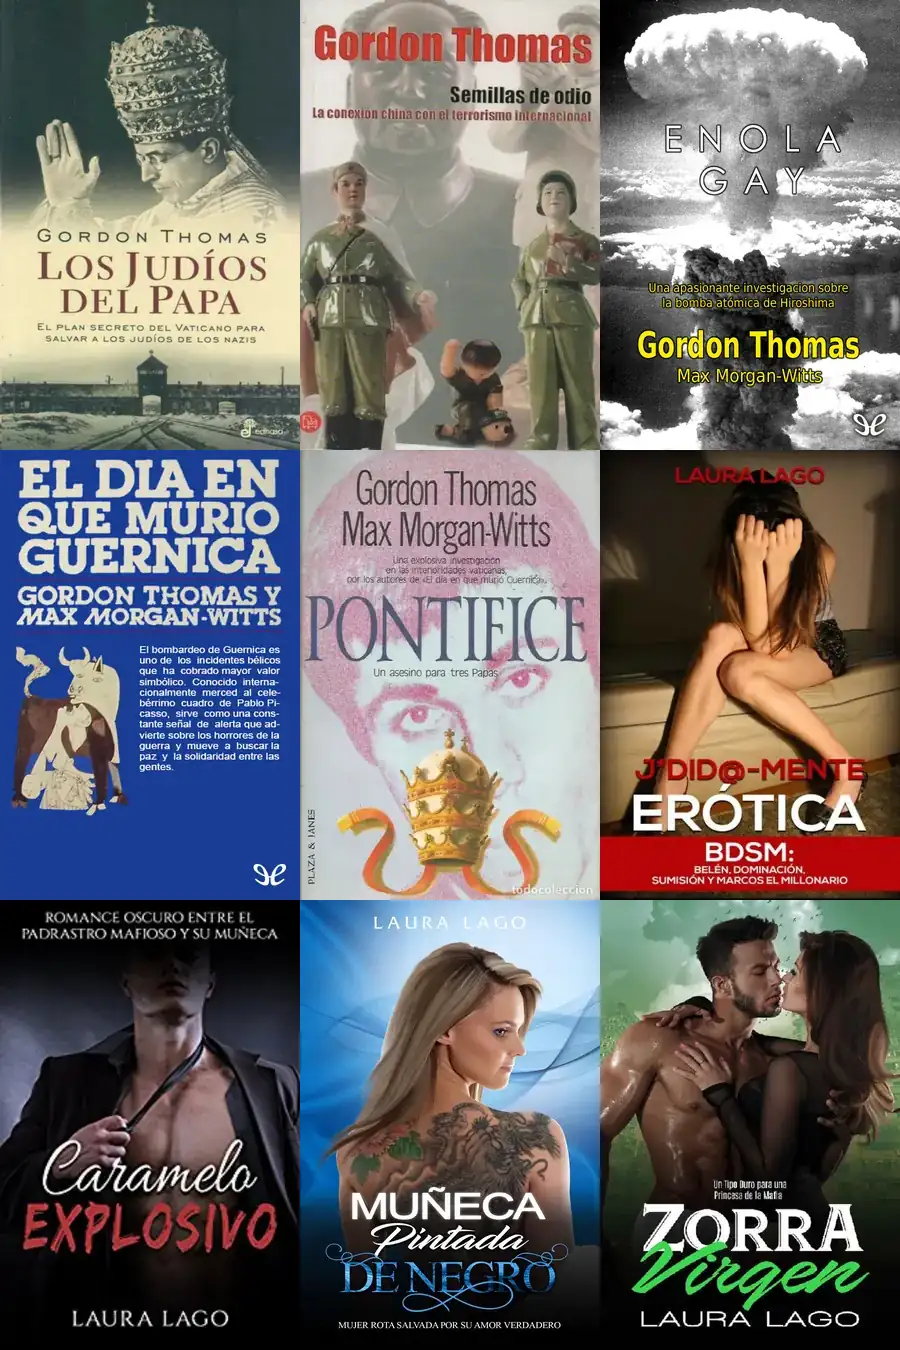 GORDON THOMAS
LOS JUDÍOS
DEL PAPA
EL PLAN SECRETO DEL VATICANO PARA
SALVAR A LOS JUDÍOS DE LOS NAZIS
edhasa
Gordon Thomas
Semillas de odio
La conexión china con el terrorismo internacional
ENOLA
GAY
Una apasionante investigacion sobre
la bomba atómica de Hiroshima
Gordon Thomas
Max Morgan-Witts
EL DIA EN
QUE MURIO
GUERNICA
GORDON THOMAS Y
MAX MORGAN-WITTS
El bombardeo de Guernica es
uno de los incidentes bélicos
que ha cobrado mayor valor
simbólico. Conocido interna-
cionalmente merced al cele-
bérrimo cuadro de Pablo Pi-
casso, sirve como una cons-
tante señal de alerta que ad-
vierte sobre los horrores de la
guerra y mueve a buscar la
paz y la solidaridad entre las
gentes.
Gordon Thomas
Max Morgan-Witts
Una explosiva investigación
en las interioridades vaticanas,
por los autores de «El día en que murió Guernica».
PONTIFICE
Un asesino para tres Papas
PLAZA & JANES
todocoleccion
LAURA LAGO
J*DID@-MENTE
ERÓTICA
BDSM:
BELÉN, DOMINACIÓN,
SUMISIÓN Y MARCOS EL MILLONARIO
ROMANCE OSCURO ENTRE EL
PADRASTRO MAFIOSO Y SU MUÑECA
Caramelo
EXPLOSIVO
LAURA LAGO
LAURA LAGO
MUÑECA
Pintada
DE NEGRO
MUJER ROTA SALVADA POR SU AMOR VERDADERO
Un Tipo Duro para una
Princesa de la Mafia
ZORRA
Virgen
LAURA LAGO